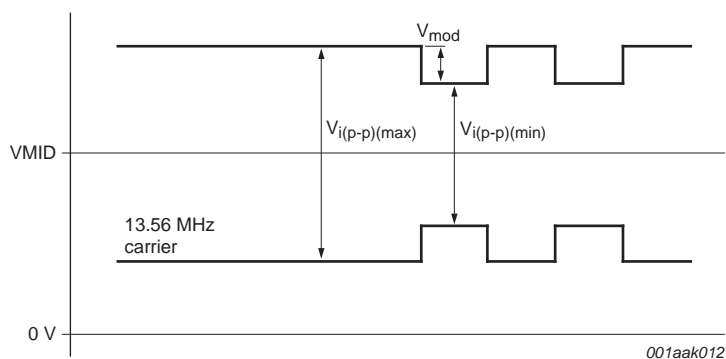 Vmod
Vi(p-p)(max)
Vi(p-p)(min)
VMID
13.56 MHz
carrier
0 V
001aak012